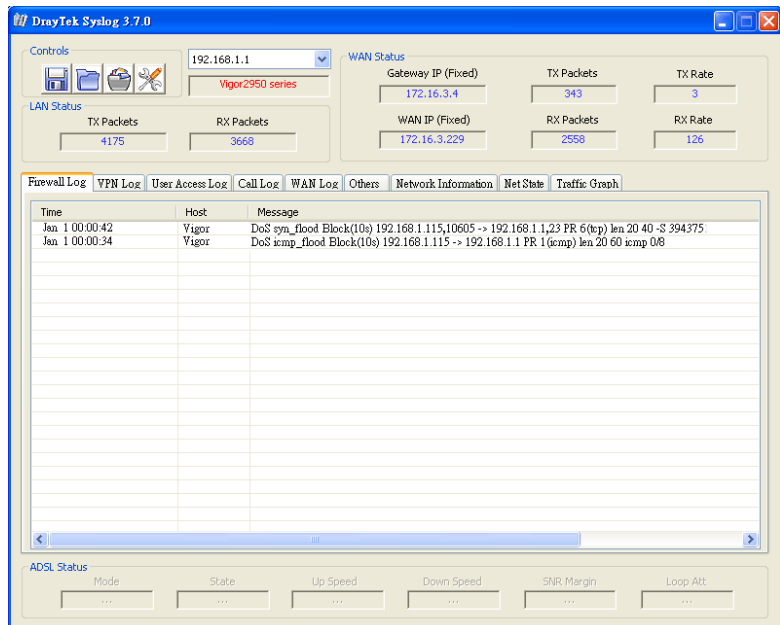 DrayTek Syslog 3.7.0
Controls
192.168.1.1
Vigor2950 series
WAN Status
Gateway IP (Fixed) TX Packets TX Rate
172.16.3.4 343 3
WAN IP (Fixed) RX Packets RX Rate
172.16.3.229 2558 126
LAN Status
TX Packets RX Packets
4175 3668
Firewall Log VPN Log User Access Log Call Log WAN Log Others Network Information Net State Traffic Graph
Time Host Message
Jan 1 00:00:42 Vigor DoS syn_flood Block(10s) 192.168.1.115,10605 -> 192.168.1.1,23 PR 6(tcp) len 20 40 -S 394375
Jan 1 00:00:34 Vigor DoS icmp_flood Block(10s) 192.168.1.115 -> 192.168.1.1 PR 1(icmp) len 20 60 icmp 0/8
ADSL Status
Mode State Up Speed Down Speed SNR Margin Loop Att
... ... ... ... ... ...